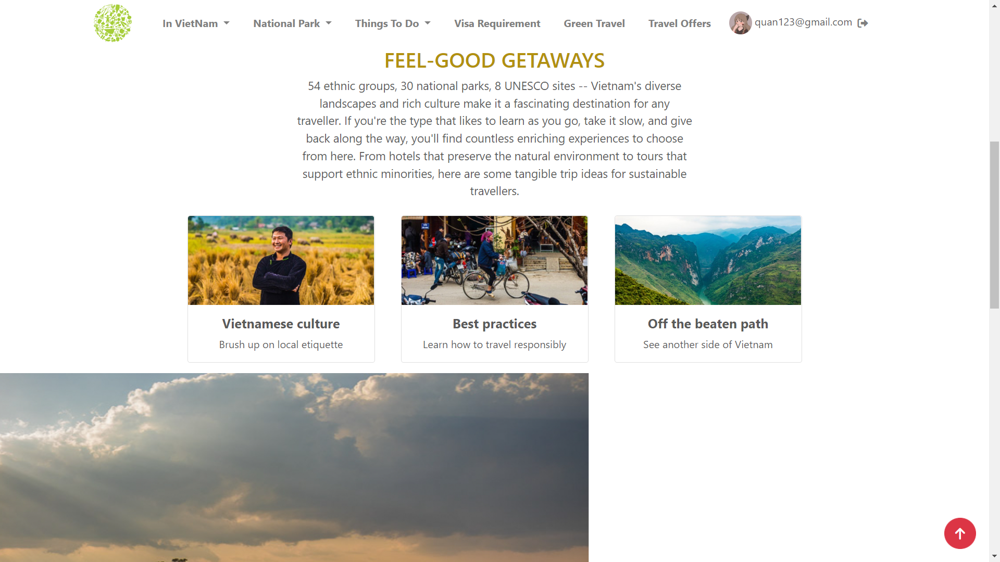 In VietNam
National Park
Things To Do
Visa Requirement
Green Travel
Travel Offers
quan123@gmail.com
FEEL-GOOD GETAWAYS
54 ethnic groups, 30 national parks, 8 UNESCO sites -- Vietnam's diverse
landscapes and rich culture make it a fascinating destination for any
traveller. If you're the type that likes to learn as you go, take it slow, and give
back along the way, you'll find countless enriching experiences to choose
from here. From hotels that preserve the natural environment to tours that
support ethnic minorities, here are some tangible trip ideas for sustainable
travellers.
Vietnamese culture
Brush up on local etiquette
Best practices
Learn how to travel responsibly
Off the beaten path
See another side of Vietnam